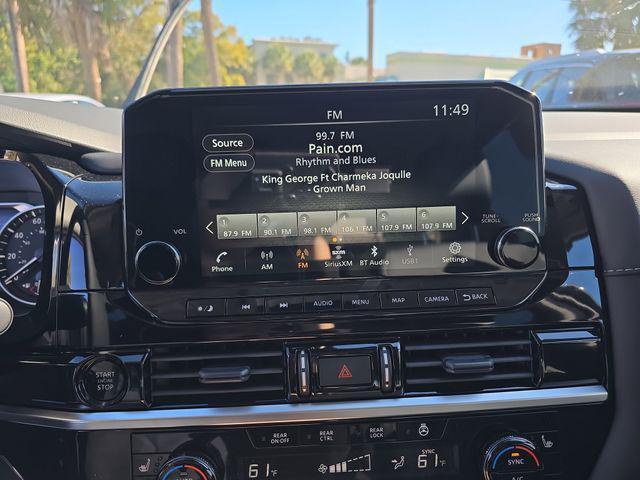 FM
11:49
99.7 FM
Source
Pain.com
FM Menu
Rhythm and Blues
King George Ft Charmeka Joqulle
- Grown Man
1 2 3 4 5 6
87.9 FM 90.1 FM 98.1 FM 106.1 FM 107.9 FM 107.9 FM
VOL
TUNE·SCROLL
PUSH SOUND
Phone AM FM SiriusXM BT Audio USB1 Settings
AUDIO MENU MAP CAMERA BACK
START
ENGINE
STOP
REAR ON·OFF
REAR CTRL
REAR LOCK
61°F
SYNC
61°F
SYNC
A/C